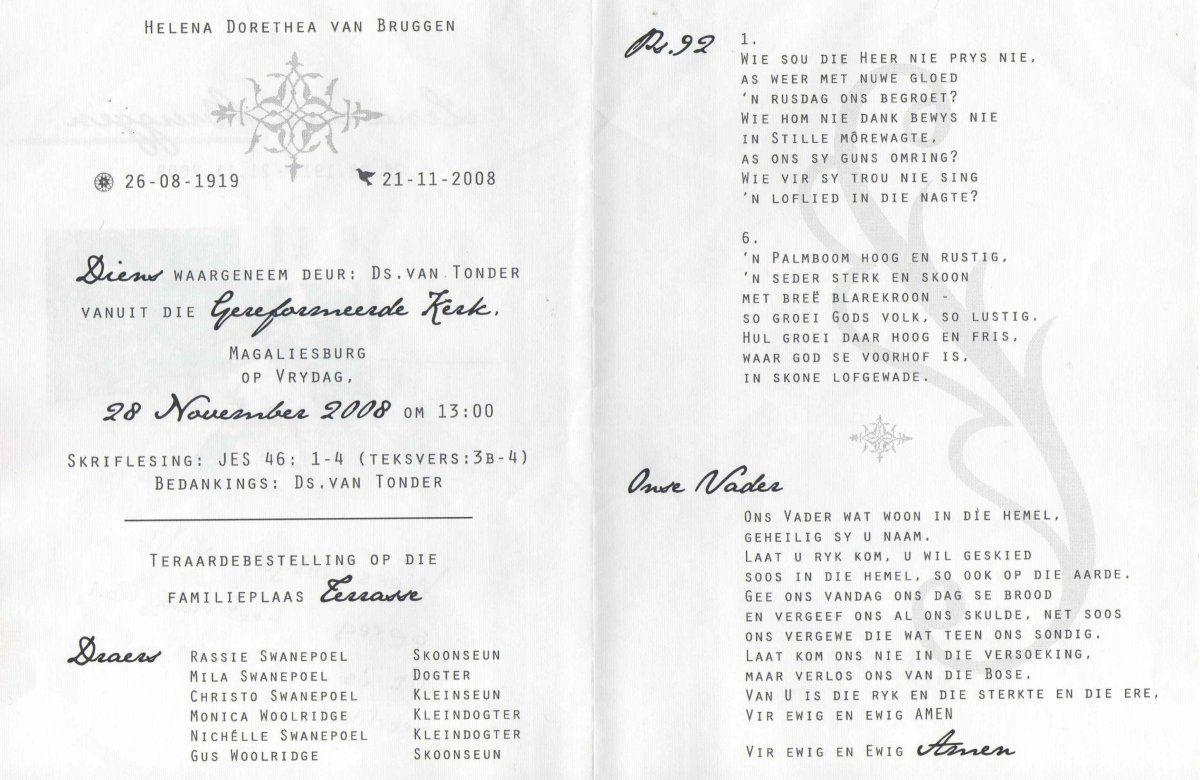 Helena Dorethea van Bruggen
26-08-1919 21-11-2008
Diens waargeneem deur: Ds.van Tonder
vanuit die Gereformeerde Kerk.
Magaliesburg
op Vrydag,
28 November 2008 om 13:00
Skriflesing: JES 46: 1-4 (teksvers:3b-4)
Bedankings: Ds.van Tonder
Teraardebestelling op die
familieplaas Terrasse
Draers Rassie Swanepoel Skoonseun
Mila Swanepoel Dogter
Christo Swanepoel Kleinseun
Monica Woolridge Kleindogter
Nichélle Swanepoel Kleindogter
Gus Woolridge Skoonseun
Ps.92
1.
Wie sou die Heer nie prys nie,
as weer met nuwe gloed
'n rusdag ons begroet?
Wie hom nie dank bewys nie
in Stille môrewagte,
as ons sy guns omring?
Wie vir sy trou nie sing
'n loflied in die nagte?
6.
'n Palmboom hoog en rustig,
'n seder sterk en skoon
met breë blarekroon -
so groei Gods volk, so lustig.
Hul groei daar hoog en fris,
waar god se voorhof is,
in skone lofgewade.
Onse Vader
Ons Vader wat woon in die hemel,
geheilig sy u naam.
Laat u ryk kom, u wil geskied
soos in die hemel, so ook op die aarde.
Gee ons vandag ons dag se brood
en vergeef ons al ons skulde, net soos
ons vergewe die wat teen ons sondig.
Laat kom ons nie in die versoeking,
maar verlos ons van die Bose.
Van U is die ryk en die sterkte en die ere,
Vir ewig en ewig AMEN
Vir ewig en Ewig Amen